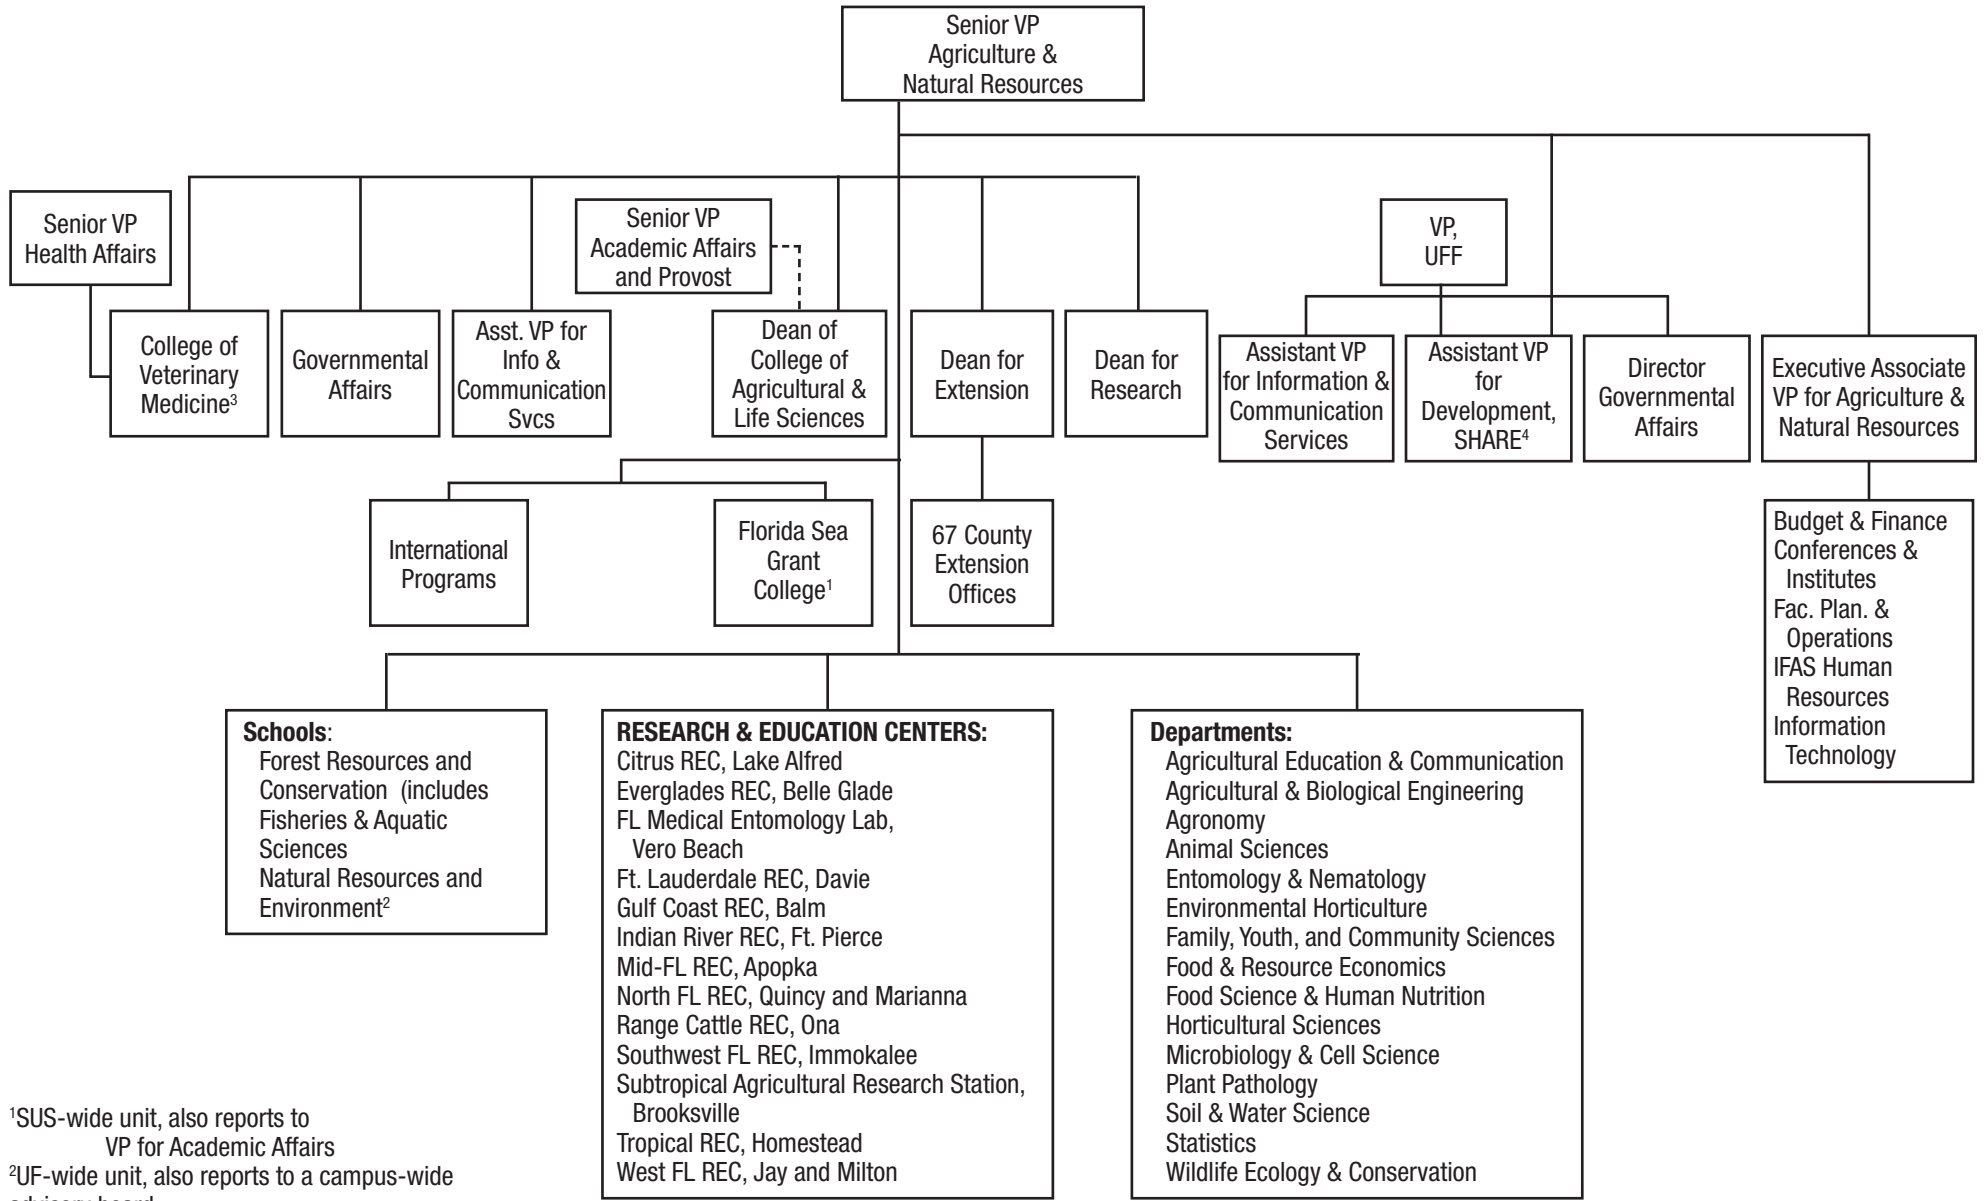 Senior VP
Agriculture &
Natural Resources
Senior VP
Health Affairs
Senior VP
Academic Affairs
and Provost
VP,
UFF
College of
Veterinary
Medicine³
Governmental
Affairs
Asst. VP for
Info &
Communication
Svcs
Dean of
College of
Agricultural &
Life Sciences
Dean for
Extension
Dean for
Research
Assistant VP
for Information &
Communication
Services
Assistant VP
for
Development,
SHARE⁴
Director
Governmental
Affairs
Executive Associate
VP for Agriculture &
Natural Resources
International
Programs
Florida Sea
Grant
College¹
67 County
Extension
Offices
Budget & Finance
Conferences &
Institutes
Fac. Plan. &
Operations
IFAS Human
Resources
Information
Technology
Schools:
Forest Resources and
Conservation (includes
Fisheries & Aquatic
Sciences
Natural Resources and
Environment²
RESEARCH & EDUCATION CENTERS:
Citrus REC, Lake Alfred
Everglades REC, Belle Glade
FL Medical Entomology Lab,
Vero Beach
Ft. Lauderdale REC, Davie
Gulf Coast REC, Balm
Indian River REC, Ft. Pierce
Mid-FL REC, Apopka
North FL REC, Quincy and Marianna
Range Cattle REC, Ona
Southwest FL REC, Immokalee
Subtropical Agricultural Research Station,
Brooksville
Tropical REC, Homestead
West FL REC, Jay and Milton
Departments:
Agricultural Education & Communication
Agricultural & Biological Engineering
Agronomy
Animal Sciences
Entomology & Nematology
Environmental Horticulture
Family, Youth, and Community Sciences
Food & Resource Economics
Food Science & Human Nutrition
Horticultural Sciences
Microbiology & Cell Science
Plant Pathology
Soil & Water Science
Statistics
Wildlife Ecology & Conservation
¹SUS-wide unit, also reports to
VP for Academic Affairs
²UF-wide unit, also reports to a campus-wide